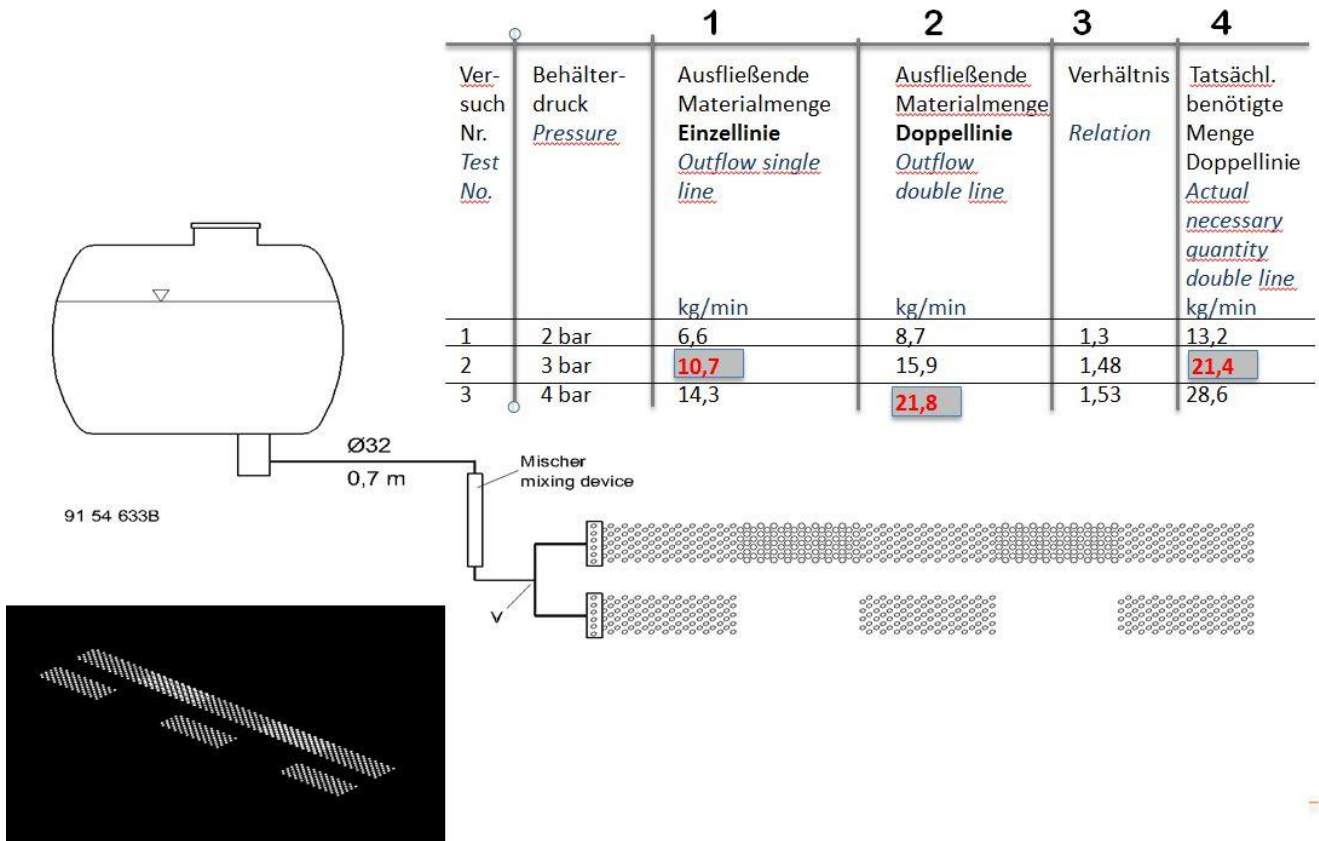 1 2 3 4
Ver-
such
Nr.
Test
No.
Behälter-
druck
Pressure
Ausfließende
Materialmenge
Einzellinie
Outflow single
line
kg/min
Ausfließende
Materialmenge
Doppellinie
Outflow
double line
kg/min
Verhältnis
Relation
Tatsächl.
benötigte
Menge
Doppellinie
Actual
necessary
quantity
double line
kg/min
1 2 bar 6,6 8,7 1,3 13,2
2 3 bar 10,7 15,9 1,48 21,4
3 4 bar 14,3 21,8 1,53 28,6
Ø32
0,7 m
Mischer
mixing device
91 54 633B
V